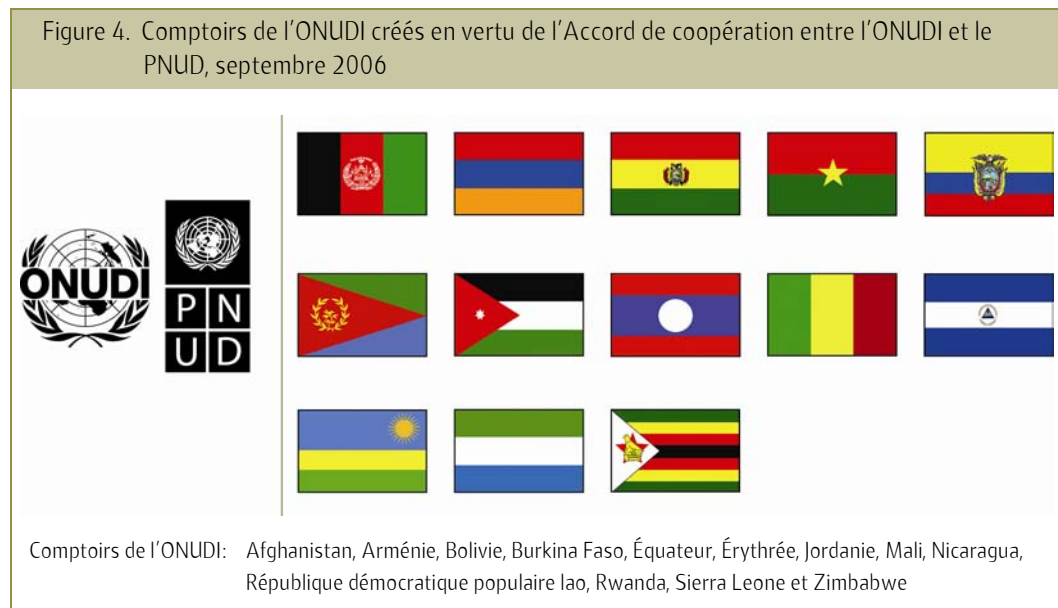 Figure 4. Comptoirs de l'ONUDI créés en vertu de l'Accord de coopération entre l'ONUDI et le
PNUD, septembre 2006
ONUDI
P N
U D
Comptoirs de l'ONUDI: Afghanistan, Arménie, Bolivie, Burkina Faso, Équateur, Érythrée, Jordanie, Mali, Nicaragua,
République démocratique populaire lao, Rwanda, Sierra Leone et Zimbabwe